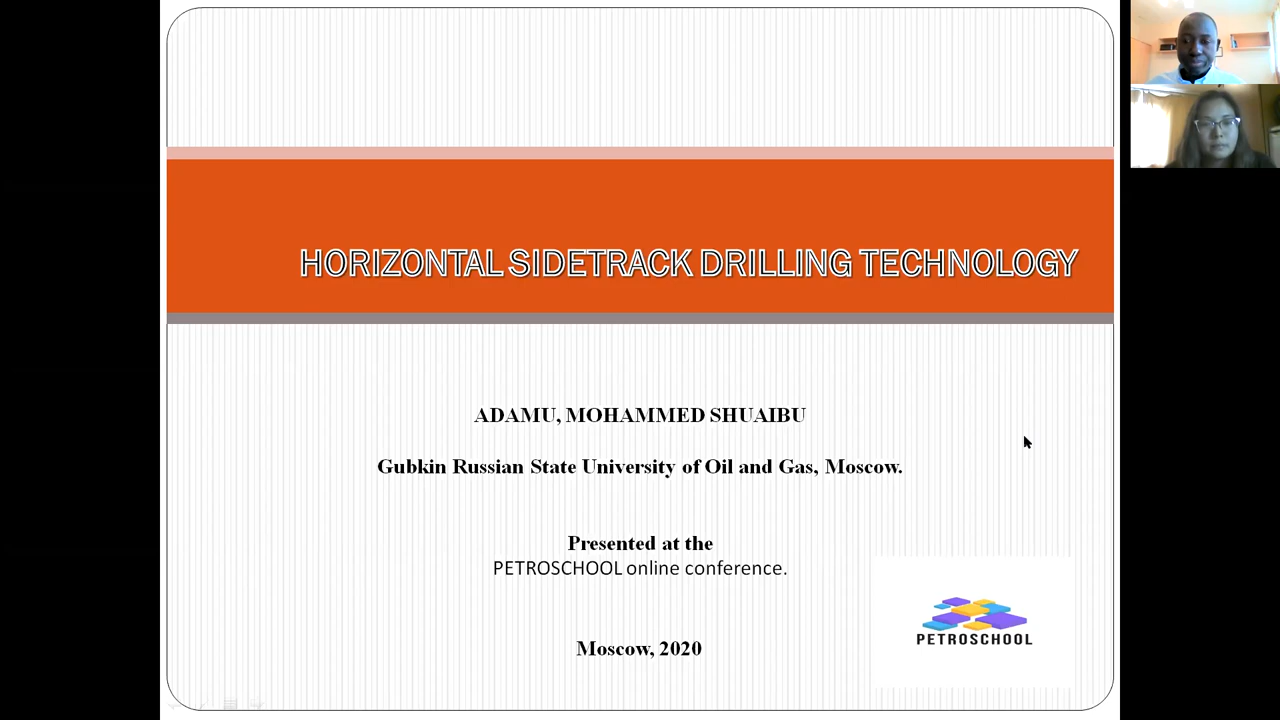 HORIZONTAL SIDETRACK DRILLING TECHNOLOGY
ADAMU, MOHAMMED SHUAIBU
Gubkin Russian State University of Oil and Gas, Moscow.
Presented at the
PETROSCHOOL online conference.
PETROSCHOOL
Moscow, 2020